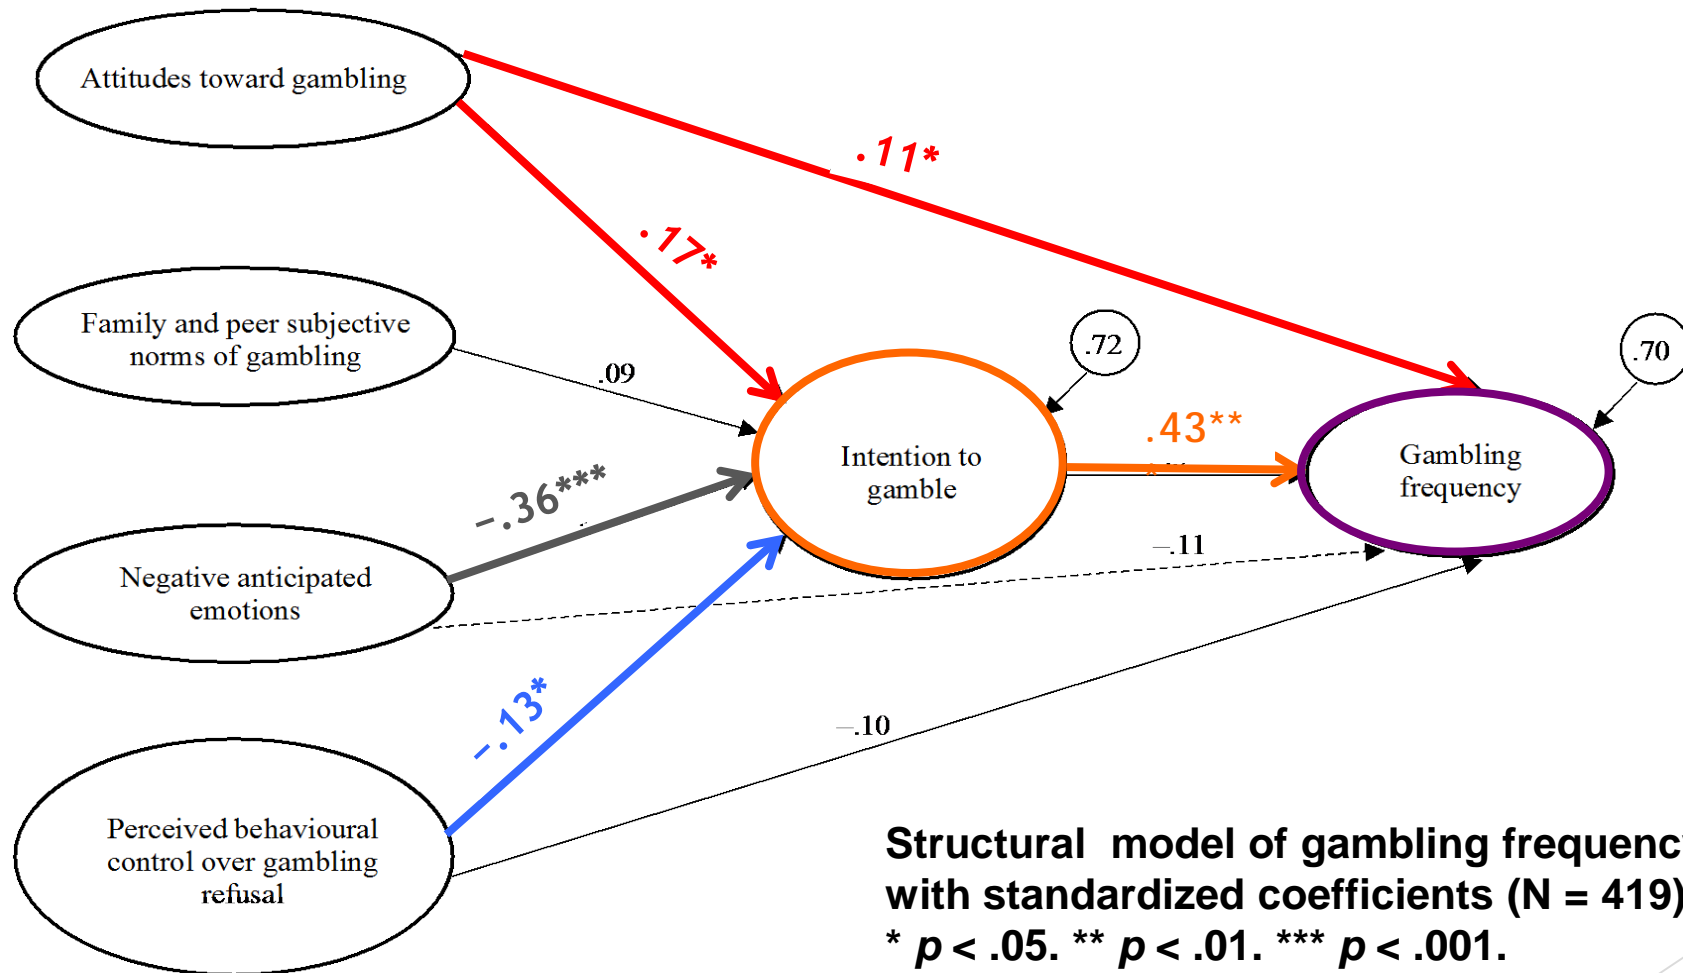 Attitudes toward gambling
.11*
.17*
Family and peer subjective
norms of gambling
.09
.72
.70
.43**
*
Intention to
gamble
Gambling
frequency
-.36***
–.11
Negative anticipated
emotions
-.13*
–.10
Perceived behavioural
control over gambling
refusal
Structural model of gambling frequenc
with standardized coefficients (N = 419)
* p < .05. ** p < .01. *** p < .001.